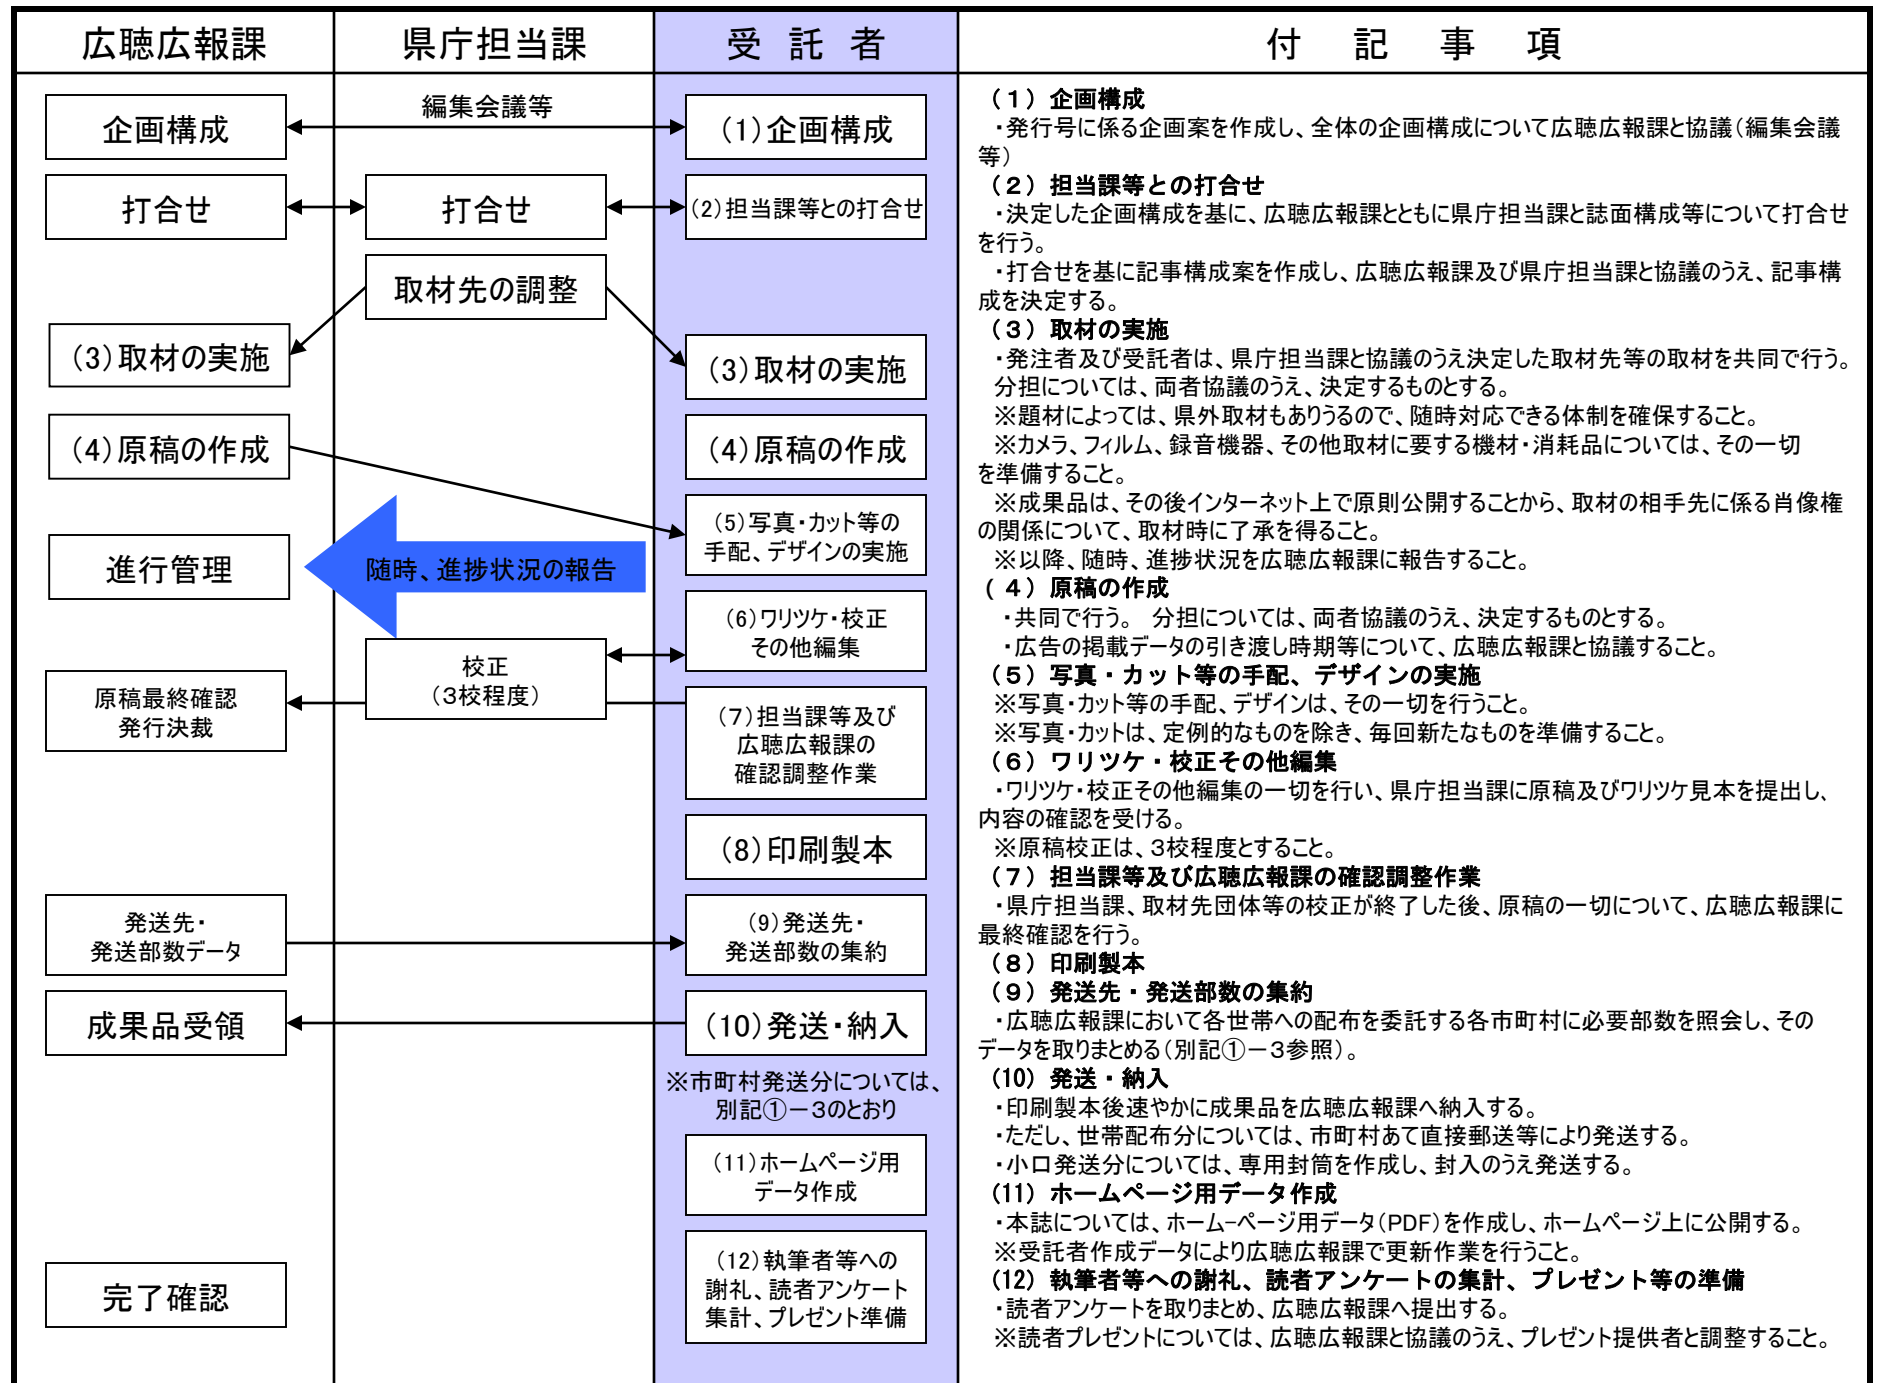 広聴広報課
県庁担当課
受 託 者
付 記 事 項
企画構成
編集会議等
(1)企画構成
打合せ
打合せ
(2)担当課等との打合せ
取材先の調整
(3)取材の実施
(3)取材の実施
(4)原稿の作成
(4)原稿の作成
(5)写真・カット等の
手配、デザインの実施
進行管理
随時、進捗状況の報告
(6)ワリツケ・校正
その他編集
校正
(3校程度)
原稿最終確認
発行決裁
(7)担当課等及び
広聴広報課の
確認調整作業
(8)印刷製本
発送先・
発送部数データ
(9)発送先・
発送部数の集約
成果品受領
(10)発送・納入
※市町村発送分については、
別記①－3のとおり
(11)ホームページ用
データ作成
完了確認
(12)執筆者等への
謝礼、読者アンケート
集計、プレゼント準備
(1)企画構成
・発行号に係る企画案を作成し、全体の企画構成について広聴広報課と協議(編集会議
等)
(2)担当課等との打合せ
・決定した企画構成を基に、広聴広報課とともに県庁担当課と誌面構成等について打合せ
を行う。
・打合せを基に記事構成案を作成し、広聴広報課及び県庁担当課と協議のうえ、記事構
成を決定する。
(3)取材の実施
・発注者及び受託者は、県庁担当課と協議のうえ決定した取材先等の取材を共同で行う。
分担については、両者協議のうえ、決定するものとする。
※題材によっては、県外取材もありうるので、随時対応できる体制を確保すること。
※カメラ、フィルム、録音機器、その他取材に要する機材・消耗品については、その一切
を準備すること。
※成果品は、その後インターネット上で原則公開することから、取材の相手先に係る肖像権
の関係について、取材時に了承を得ること。
※以降、随時、進捗状況を広聴広報課に報告すること。
(4)原稿の作成
・共同で行う。 分担については、両者協議のうえ、決定するものとする。
・広告の掲載データの引き渡し時期等について、広聴広報課と協議すること。
(5)写真・カット等の手配、デザインの実施
※写真・カット等の手配、デザインは、その一切を行うこと。
※写真・カットは、定例的なものを除き、毎回新たなものを準備すること。
(6)ワリツケ・校正その他編集
・ワリツケ・校正その他編集の一切を行い、県庁担当課に原稿及びワリツケ見本を提出し、
内容の確認を受ける。
※原稿校正は、3校程度とすること。
(7)担当課等及び広聴広報課の確認調整作業
・県庁担当課、取材先団体等の校正が終了した後、原稿の一切について、広聴広報課に
最終確認を行う。
(8)印刷製本
(9)発送先・発送部数の集約
・広聴広報課において各世帯への配布を委託する各市町村に必要部数を照会し、その
データを取りまとめる(別記①－3参照)。
(10)発送・納入
・印刷製本後速やかに成果品を広聴広報課へ納入する。
・ただし、世帯配布分については、市町村あて直接郵送等により発送する。
・小口発送分については、専用封筒を作成し、封入のうえ発送する。
(11)ホームページ用データ作成
・本誌については、ホーム-ページ用データ(PDF)を作成し、ホームページ上に公開する。
※受託者作成データにより広聴広報課で更新作業を行うこと。
(12)執筆者等への謝礼、読者アンケートの集計、プレゼント等の準備
・読者アンケートを取りまとめ、広聴広報課へ提出する。
※読者プレゼントについては、広聴広報課と協議のうえ、プレゼント提供者と調整すること。